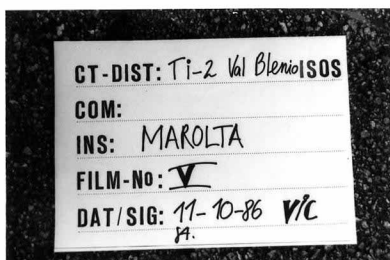 CT-DIST: Ti-2 Val Blenio ISOS
COM:
INS: MAROLTA
FILM-No: V
DAT/SIG: 11-10-86 V/C